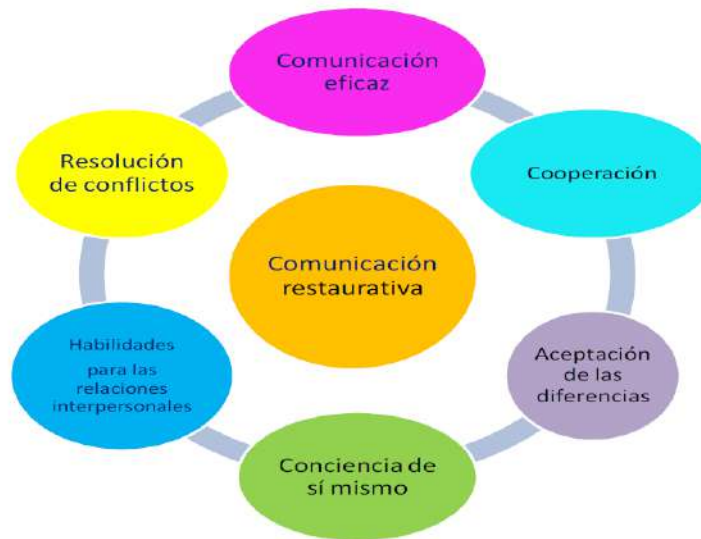 Comunicación
eficaz
Cooperación
Aceptación
de las
diferencias
Conciencia de
sí mismo
Habilidades
para las
relaciones
interpersonales
Resolución
de conflictos
Comunicación
restaurativa